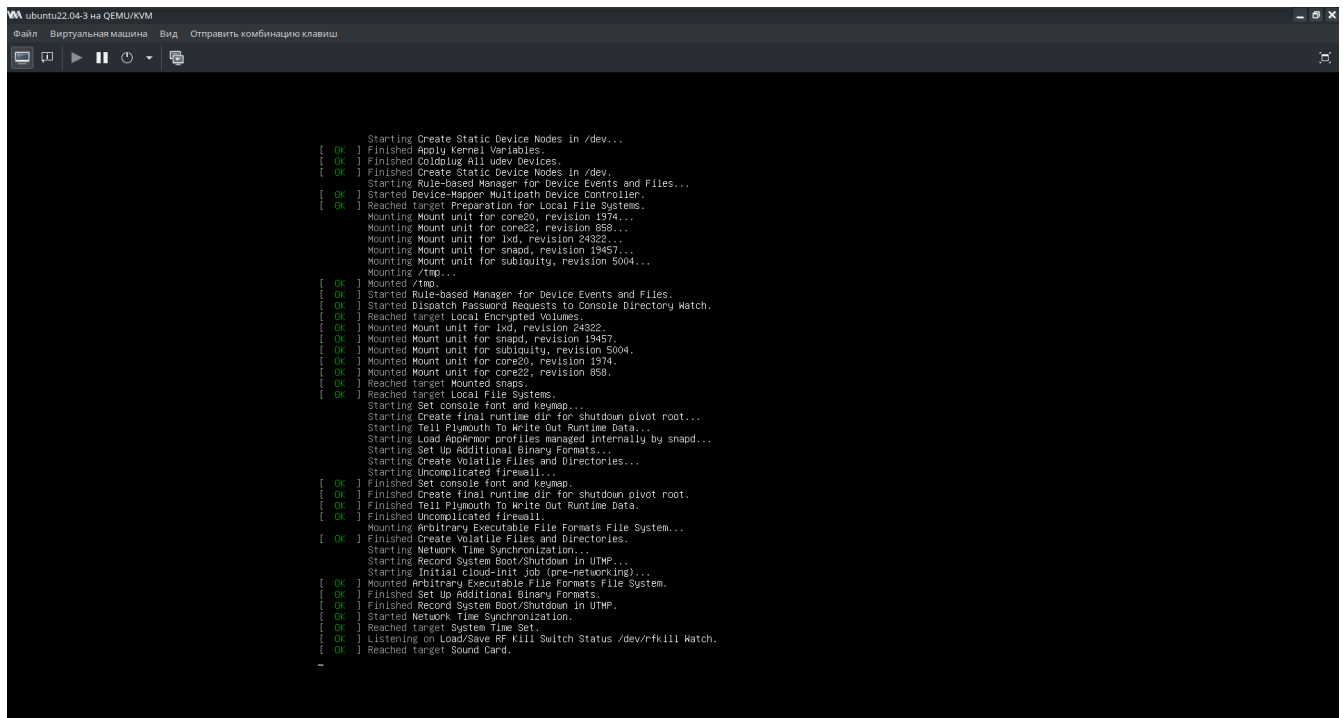 ubuntu22.04-3 на QEMU/KVM
Файл Виртуальная машина Вид Отправить комбинацию клавиш
Starting Create Static Device Nodes in /dev...
[ OK ] Finished Apply Kernel Variables.
[ OK ] Finished Coldplug All udev Devices.
[ OK ] Finished Create Static Device Nodes in /dev.
Starting Rule-based Manager for Device Events and Files...
[ OK ] Started Device-Mapper Multipath Device Controller.
[ OK ] Reached target Preparation for Local File Systems.
Mounting Mount unit for core20, revision 1974...
Mounting Mount unit for core22, revision 858...
Mounting Mount unit for lxd, revision 24322...
Mounting Mount unit for snapd, revision 19457...
Mounting Mount unit for subiquity, revision 5004...
Mounting /tmp...
[ OK ] Mounted /tmp.
[ OK ] Started Rule-based Manager for Device Events and Files.
[ OK ] Started Dispatch Password Requests to Console Directory Watch.
[ OK ] Reached target Local Encrypted Volumes.
[ OK ] Mounted Mount unit for lxd, revision 24322.
[ OK ] Mounted Mount unit for snapd, revision 19457.
[ OK ] Mounted Mount unit for subiquity, revision 5004.
[ OK ] Mounted Mount unit for core20, revision 1974.
[ OK ] Mounted Mount unit for core22, revision 858.
[ OK ] Reached target Mounted snaps.
[ OK ] Reached target Local File Systems.
Starting Set console font and keymap...
Starting Create final runtime dir for shutdown pivot root...
Starting Tell Plymouth To Write Out Runtime Data...
Starting Load AppArmor profiles managed internally by snapd...
Starting Set Up Additional Binary Formats...
Starting Create Volatile Files and Directories...
Starting Uncomplicated firewall...
[ OK ] Finished Set console font and keymap.
[ OK ] Finished Create final runtime dir for shutdown pivot root.
[ OK ] Finished Tell Plymouth To Write Out Runtime Data.
[ OK ] Finished Uncomplicated firewall.
Mounting Arbitrary Executable File Formats File System...
[ OK ] Finished Create Volatile Files and Directories.
Starting Network Time Synchronization...
Starting Record System Boot/Shutdown in UTMP...
Starting Initial cloud-init job (pre-networking)...
[ OK ] Mounted Arbitrary Executable File Formats File System.
[ OK ] Finished Set Up Additional Binary Formats.
[ OK ] Finished Record System Boot/Shutdown in UTMP.
[ OK ] Started Network Time Synchronization.
[ OK ] Reached target System Time Set.
[ OK ] Listening on Load/Save RF Kill Switch Status /dev/rfkill Watch.
[ OK ] Reached target Sound Card.